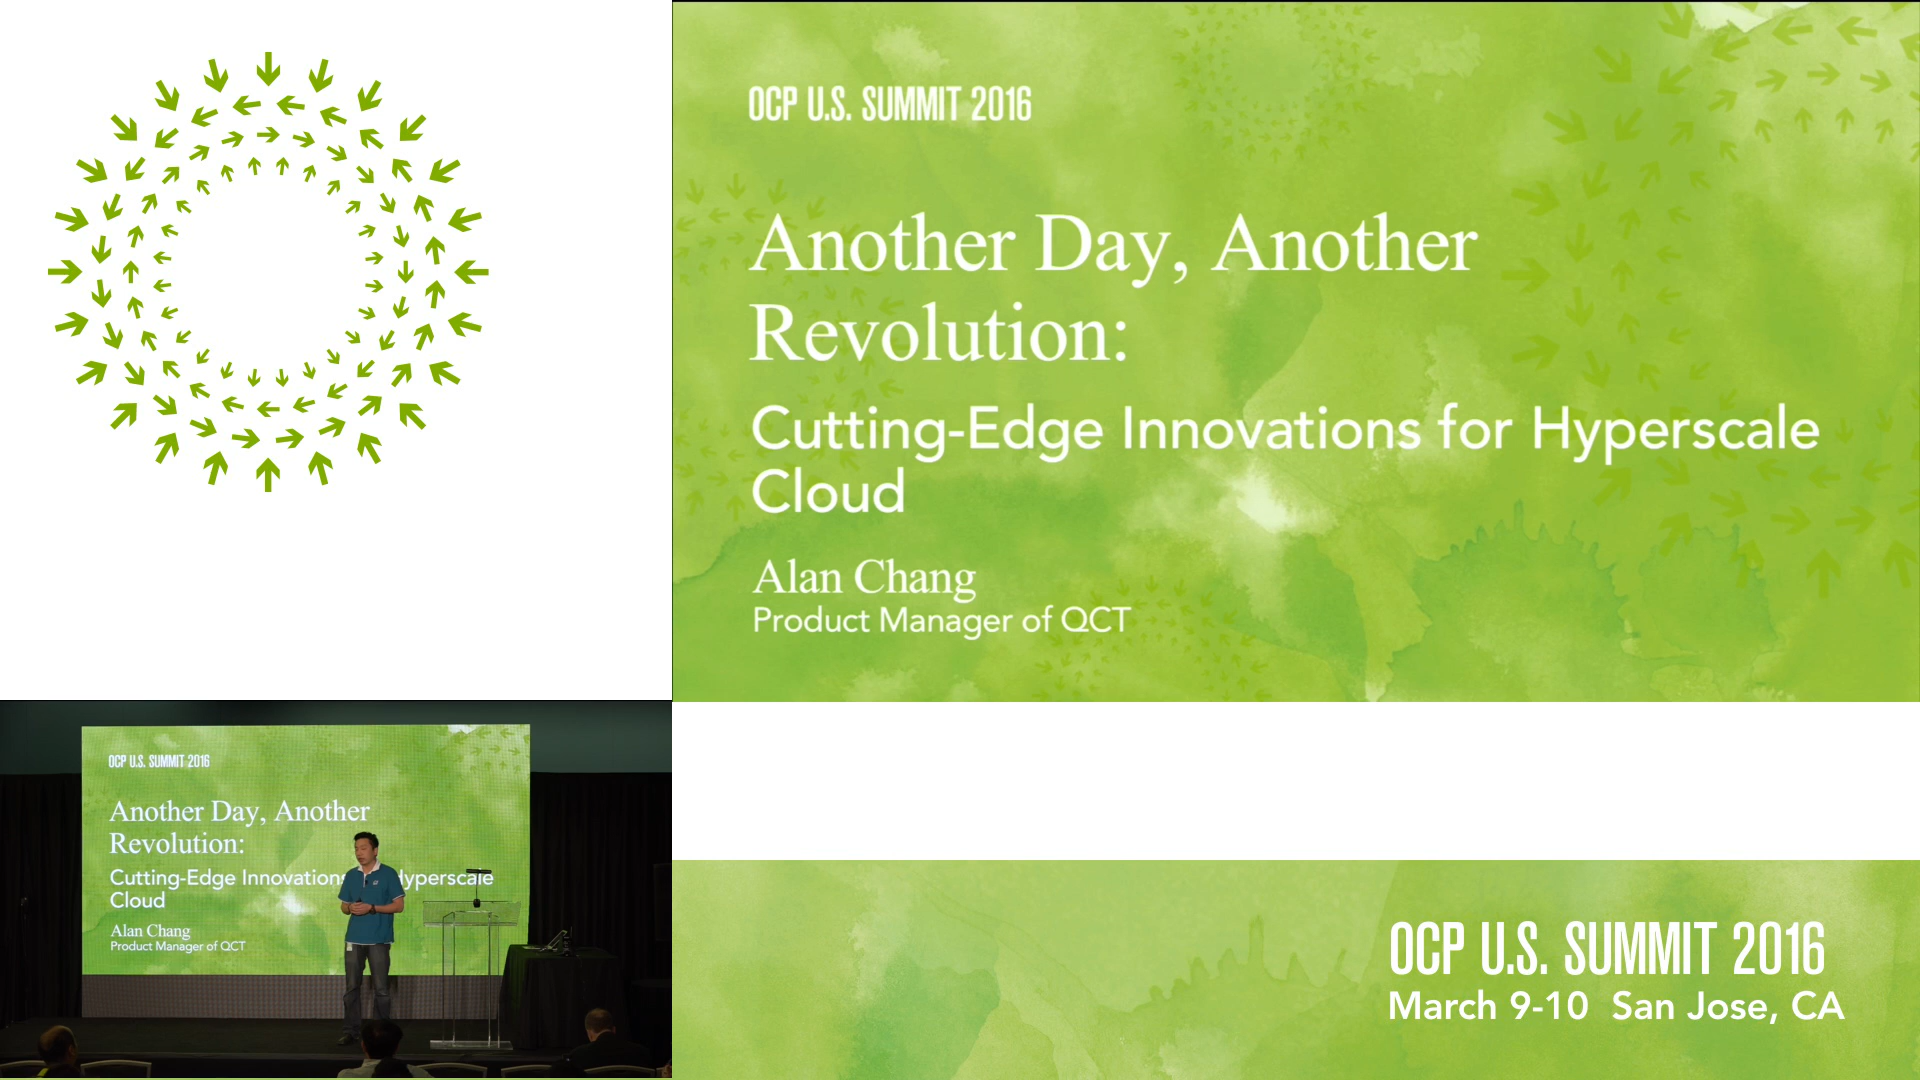 OCP U.S. SUMMIT 2016
Another Day, Another
Revolution:
Cutting-Edge Innovations for Hyperscale
Cloud
Alan Chang
Product Manager of QCT
OCP U.S. SUMMIT 2016
Another Day, Another
Revolution:
Cutting-Edge Innovations Hyperscale
Cloud
Alan Chang
Product Manager of QCT
OCP U.S. SUMMIT 2016
March 9-10 San Jose, CA